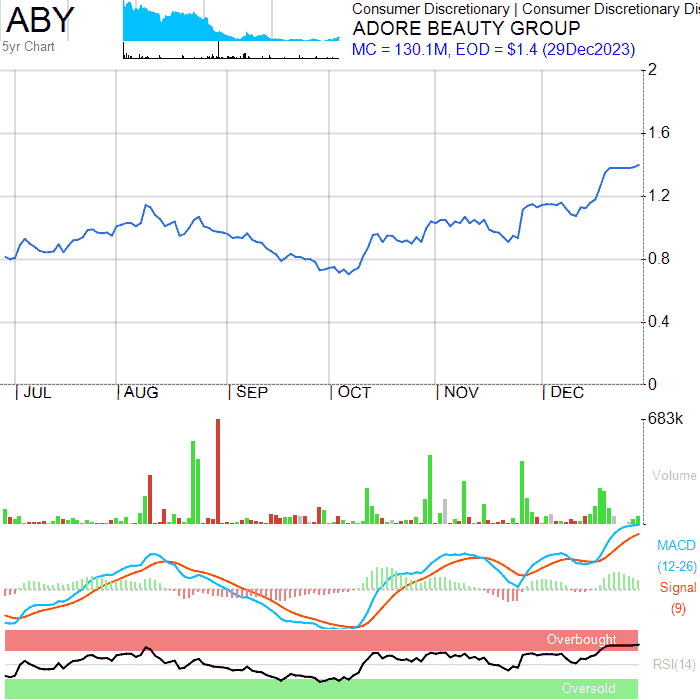 ABY
5yr Chart
Consumer Discretionary | Consumer Discretionary Dis
ADORE BEAUTY GROUP
MC = 130.1M, EOD = $1.4 (29Dec2023)
2
1.6
1.2
0.8
0.4
0
| JUL | AUG | SEP | OCT | NOV | DEC
683k
Volume
MACD
(12-26)
Signal
(9)
Overbought
RSI(14)
Oversold